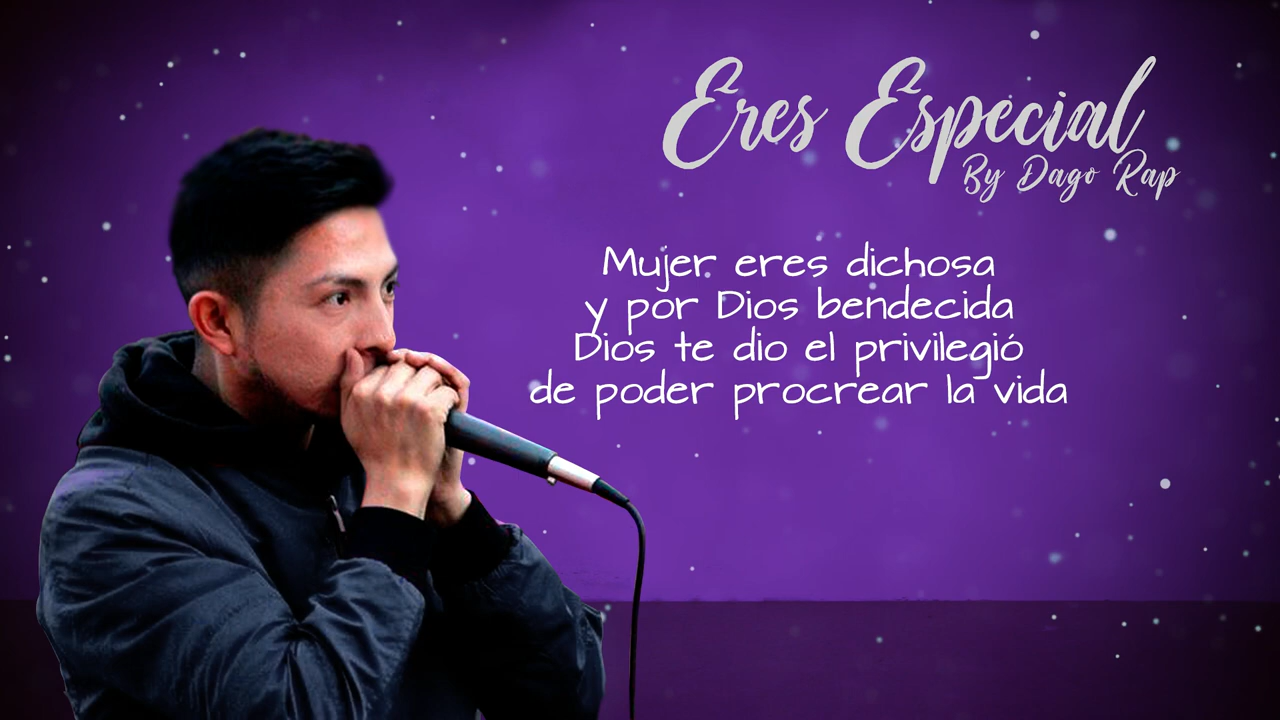 Eres Especial
By Dago Rap
Mujer eres dichosa
y por Dios bendecida
Dios te dio el privilegió
de poder procrear la vida